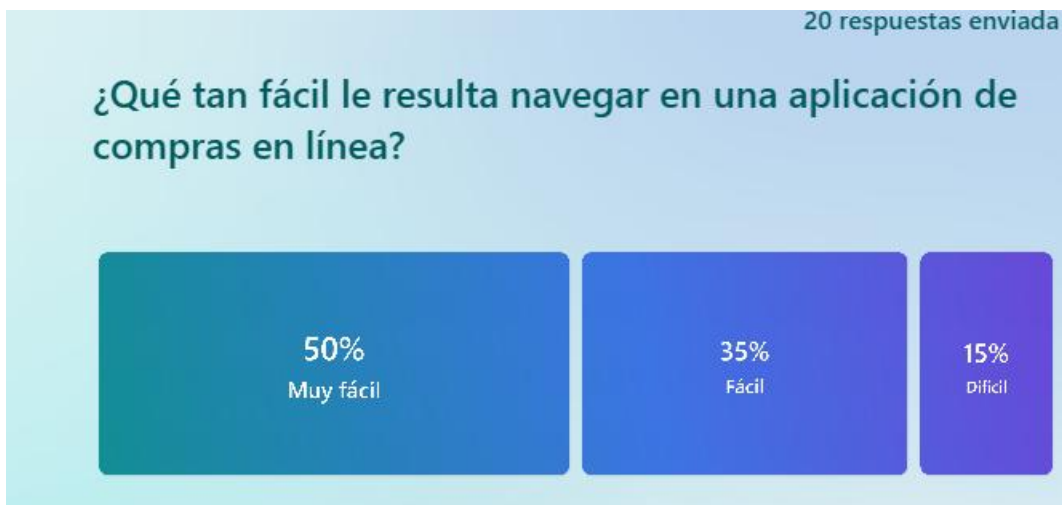 20 respuestas enviada
¿Qué tan fácil le resulta navegar en una aplicación de
compras en línea?
50%
Muy fácil
35%
Fácil
15%
Dificil